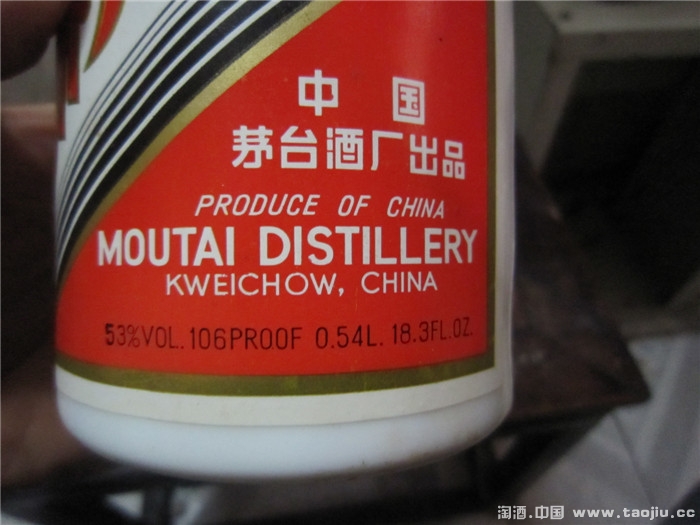 中 国
茅台酒厂出品
PRODUCE OF CHINA
MOUTAI DISTILLERY
KWEICHOW, CHINA
53%VOL. 106PROOF 0.54L. 18.3FL.OZ.
淘酒.中国 www.taojiu.cc